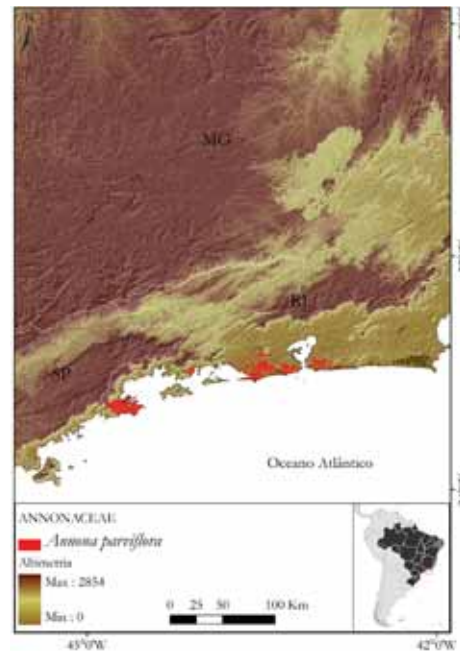 MG
RJ
SP
Oceano Atlântico
ANNONACEAE
Annona parviflora
Altimetria
Max : 2854
Min : 0
0 25 50 100 Km
45°0'W 42°0'W